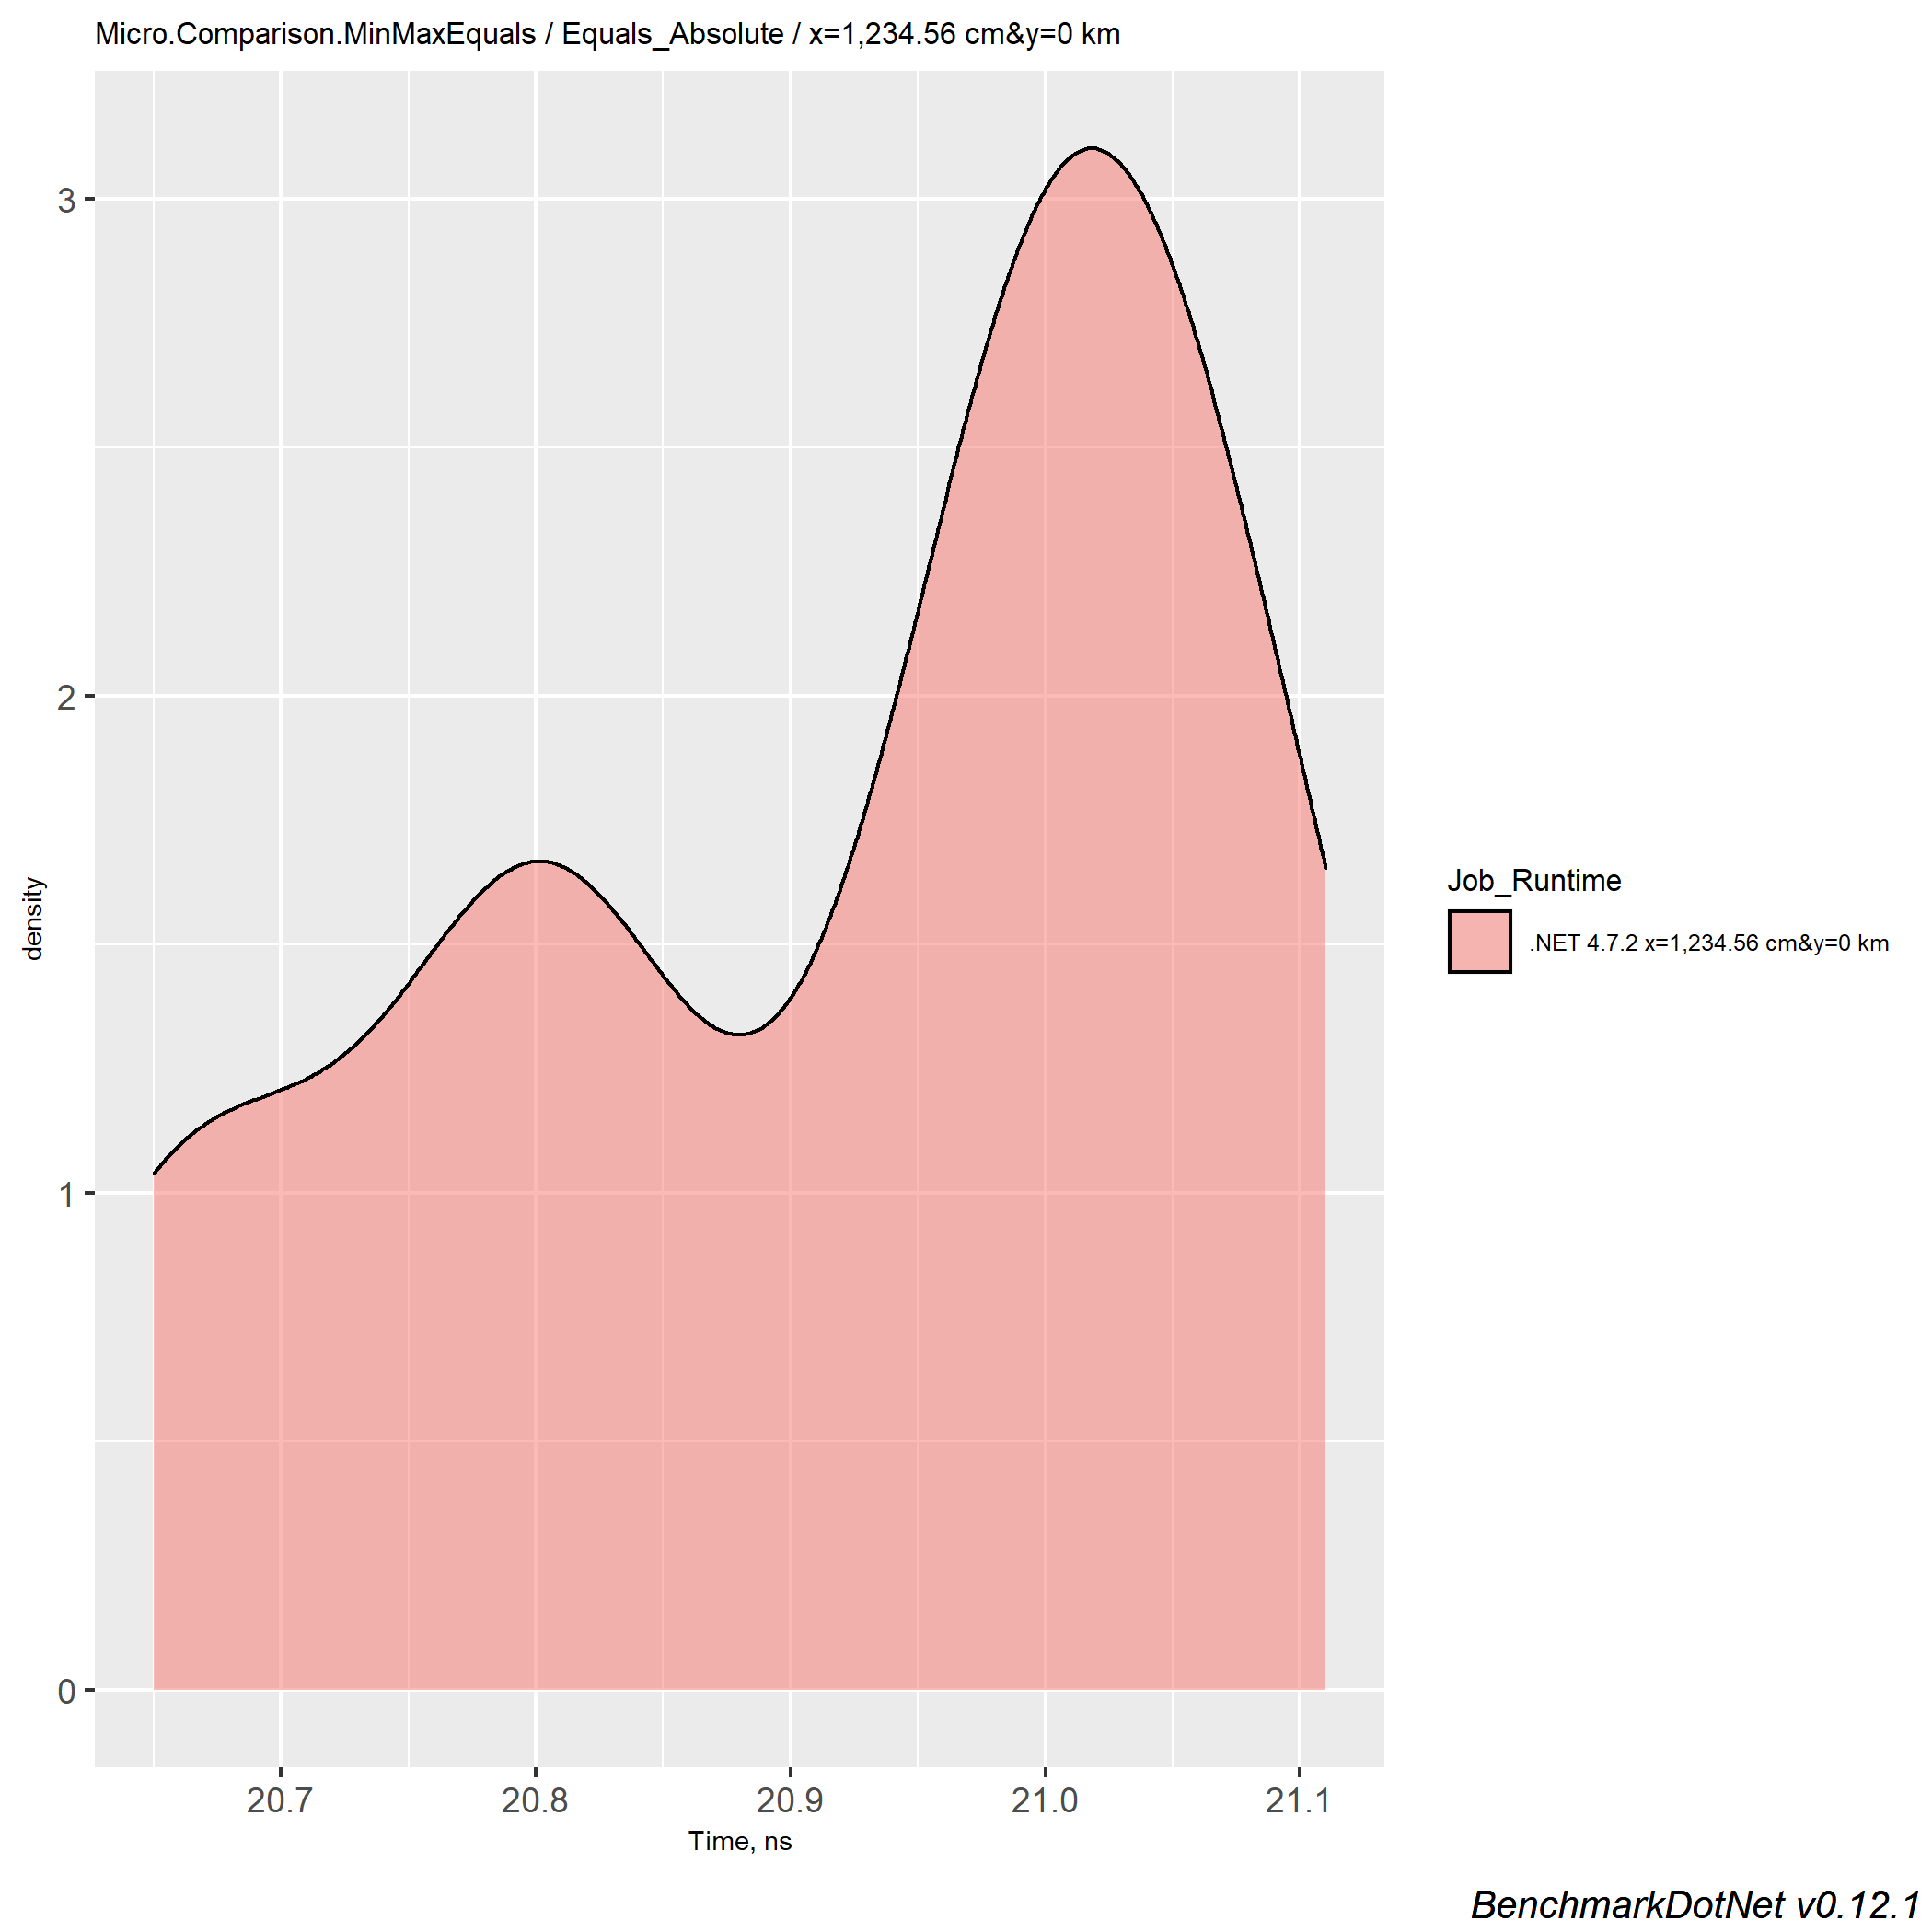 Micro.Comparison.MinMaxEquals / Equals_Absolute / x=1,234.56 cm&y=0 km
3
2
1
0
density
20.7 20.8 20.9 21.0 21.1
Time, ns
Job_Runtime
.NET 4.7.2 x=1,234.56 cm&y=0 km
BenchmarkDotNet v0.12.1